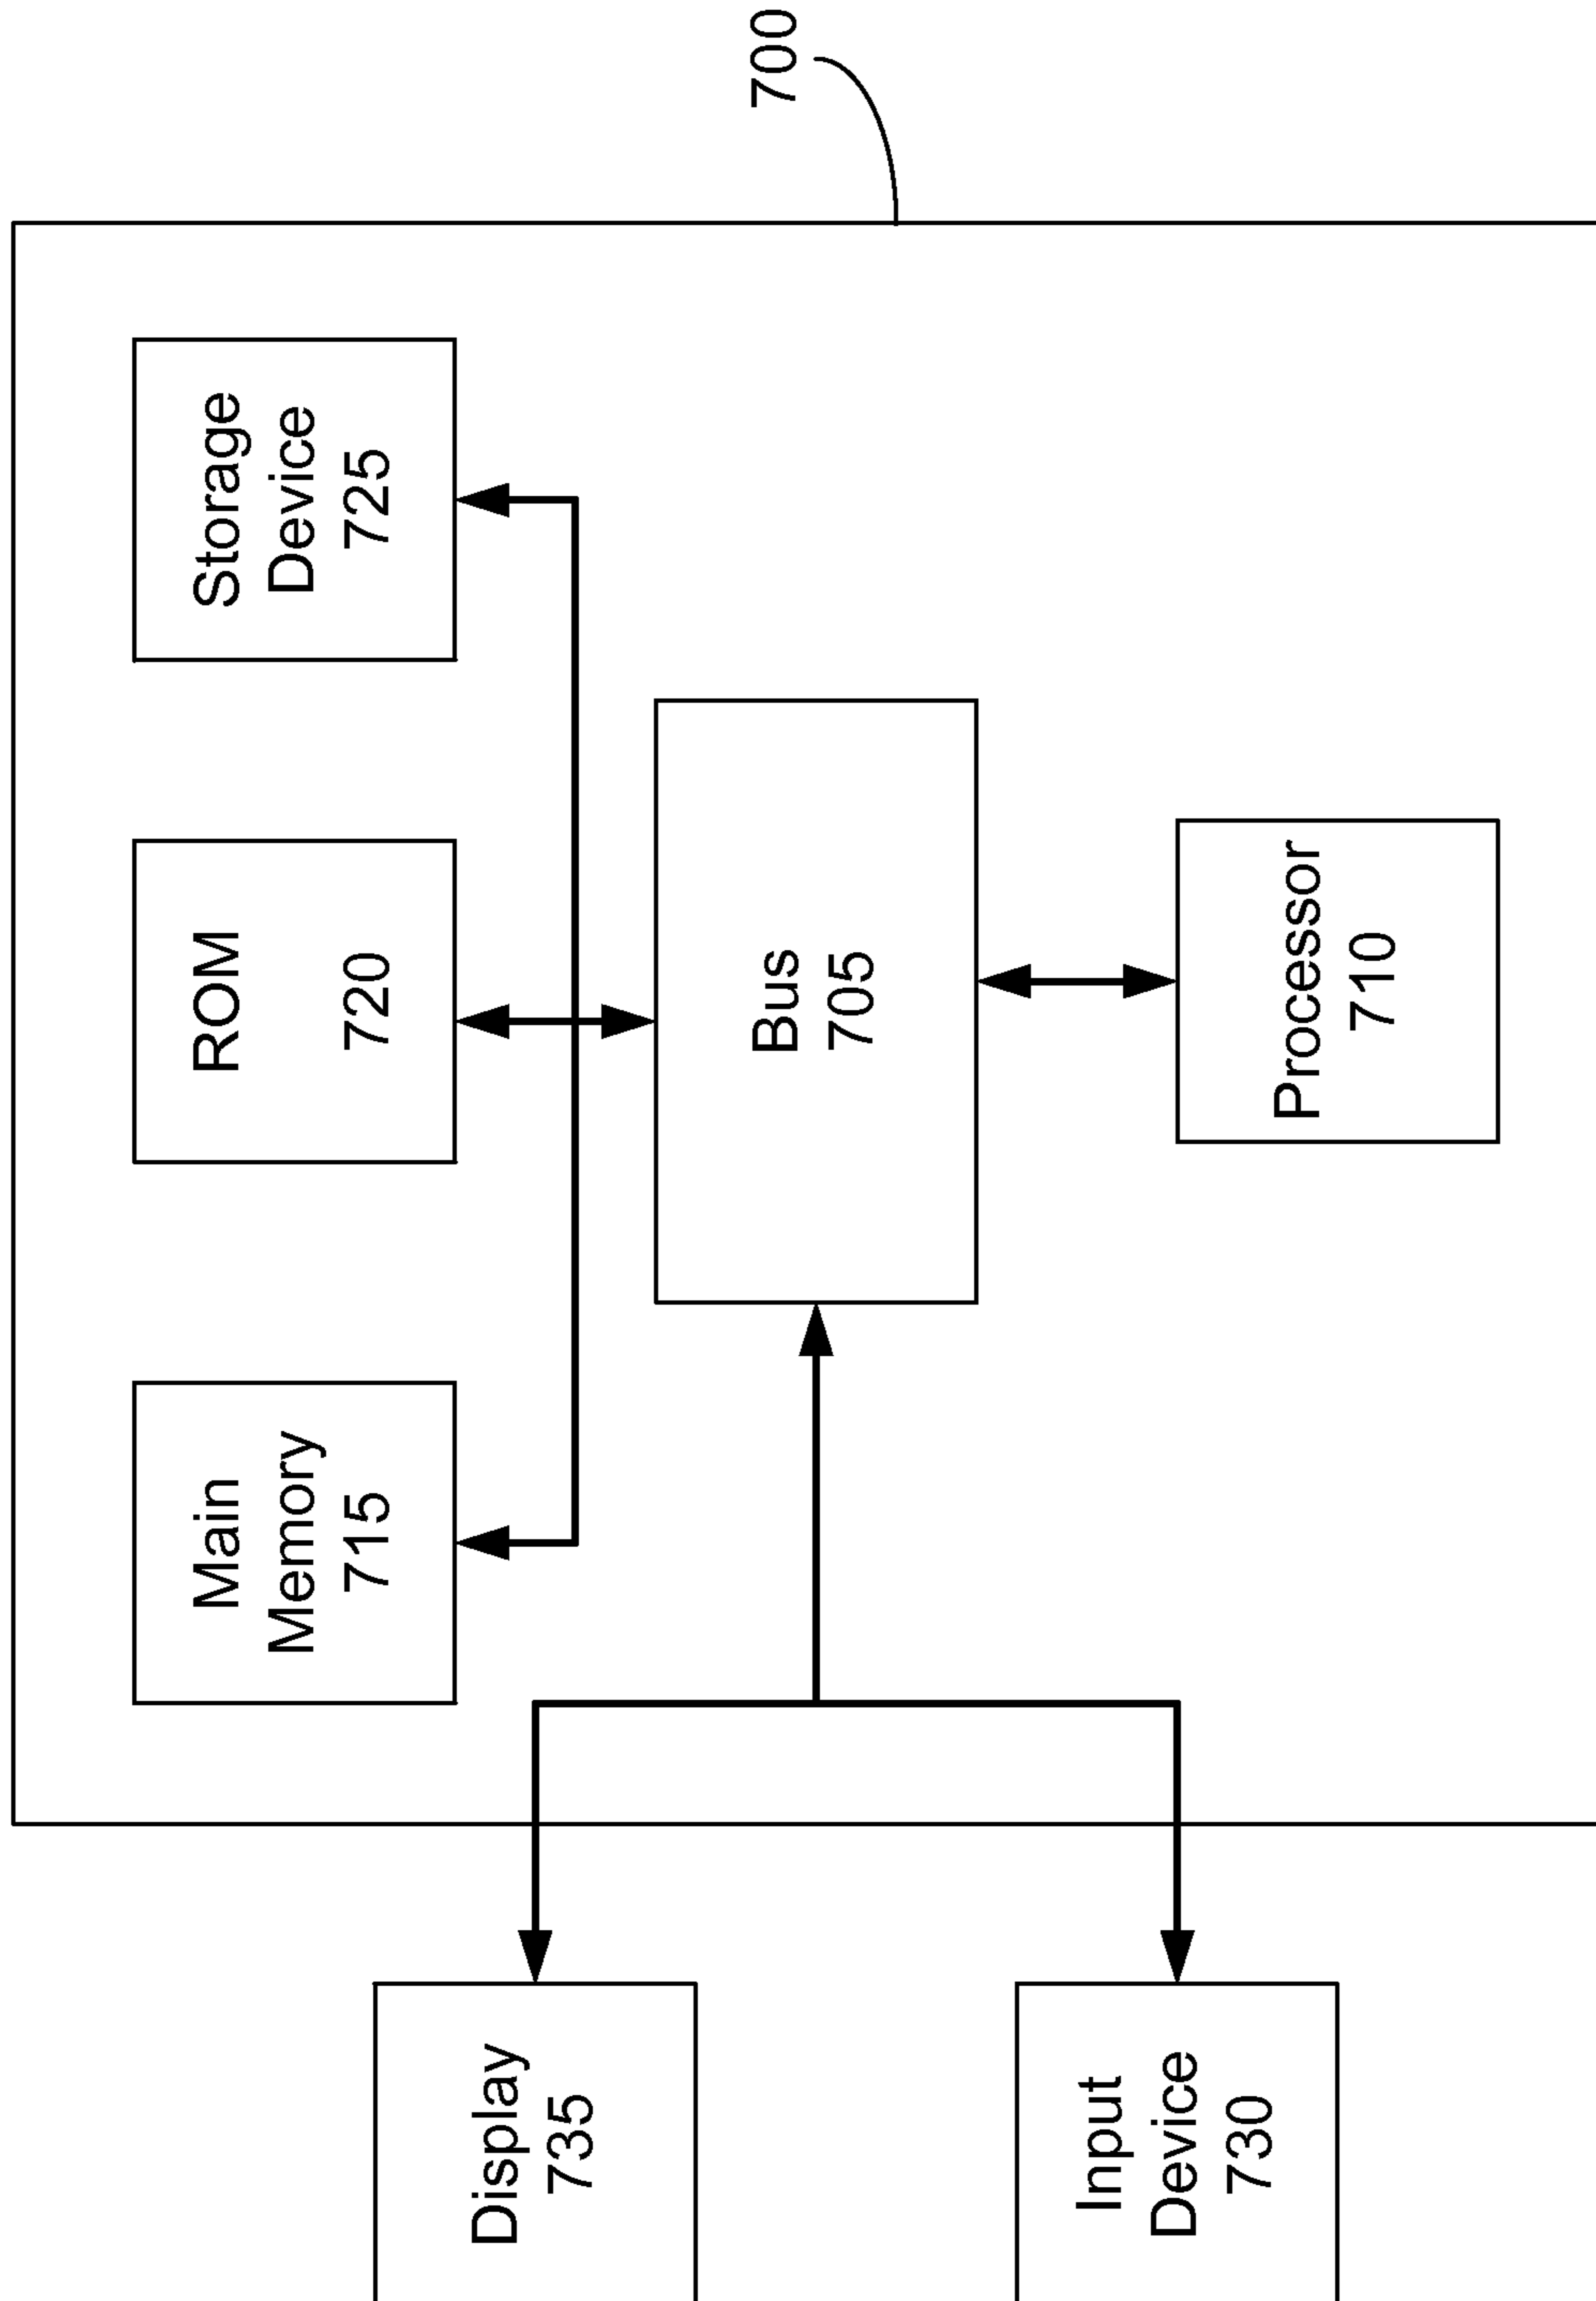 700
Main
Memory
715
ROM
720
Storage
Device
725
Display
735
Bus
705
Input
Device
730
Processor
710